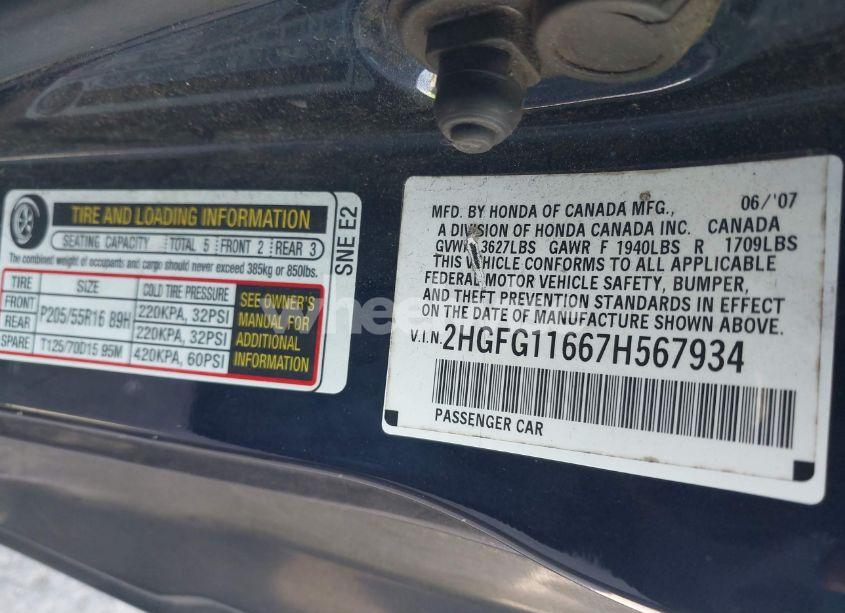 TIRE AND LOADING INFORMATION
SEATING CAPACITY TOTAL 5 FRONT 2 REAR 3
The combined weight of occupants and cargo should never exceed 385kg or 850lbs.
TIRE SIZE COLD TIRE PRESSURE
FRONT P205/55R16 89H 220KPA, 32PSI
REAR 220KPA, 32PSI
SPARE T125/70D15 95M 420KPA, 60PSI
SEE OWNER'S
MANUAL FOR
ADDITIONAL
INFORMATION
SNE E2
MFD. BY HONDA OF CANADA MFG., 06/'07
A DIVISION OF HONDA CANADA INC. CANADA
GVWR 3627LBS GAWR F 1940LBS R 1709LBS
THIS VEHICLE CONFORMS TO ALL APPLICABLE
FEDERAL MOTOR VEHICLE SAFETY, BUMPER,
AND THEFT PREVENTION STANDARDS IN EFFECT
ON THE DATE OF MANUFACTURE SHOWN ABOVE.
V.I.N. 2HGFG11667H567934
PASSENGER CAR